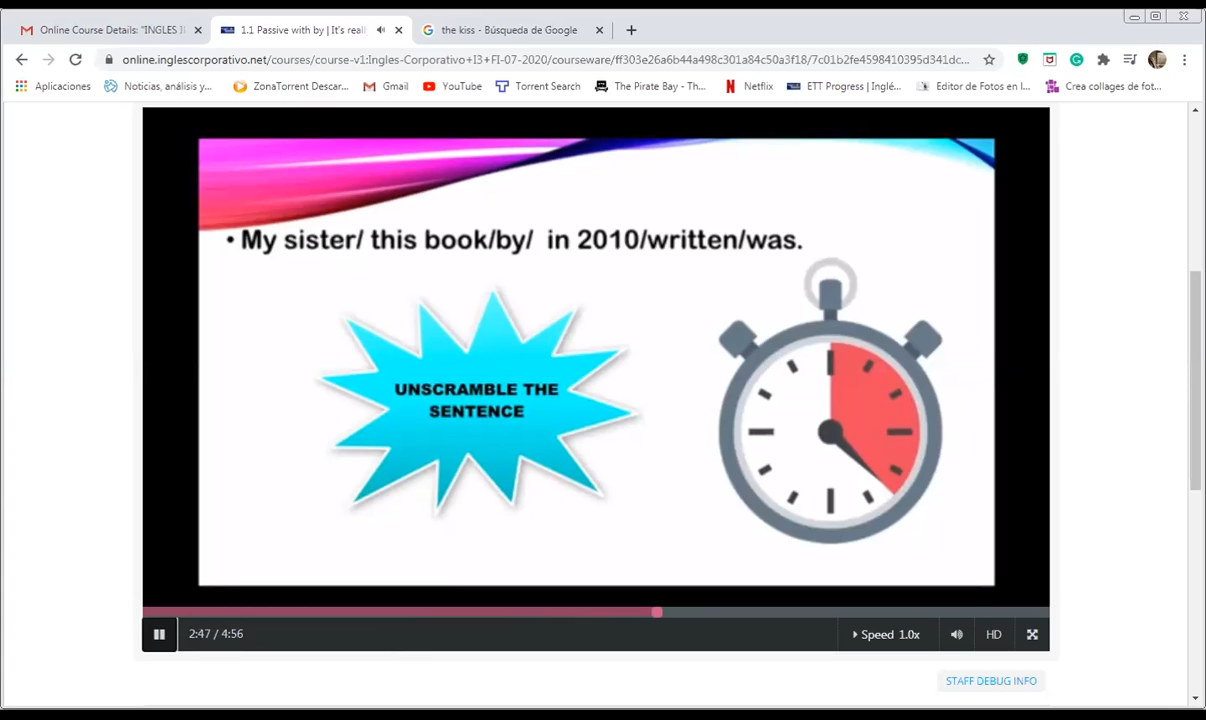 Online Course Details: "INGLES I
1.1 Passive with by | It's real
the kiss - Búsqueda de Google
online.inglescorporativo.net/courses/course-v1:Ingles-Corporativo+I3+FI-07-2020/courseware/ff303e26a6b44a498c301a84c50a3f18/7c01b2fe4598410395d341dc...
Aplicaciones
Noticias, análisis y...
ZonaTorrent Descar...
Gmail
YouTube
Torrent Search
The Pirate Bay - Th...
Netflix
ETT Progress | Inglé...
Editor de Fotos en l...
Crea collages de fot...
• My sister/ this book/by/ in 2010/written/was.
UNSCRAMBLE THE
SENTENCE
2:47 / 4:56
Speed 1.0x
HD
STAFF DEBUG INFO